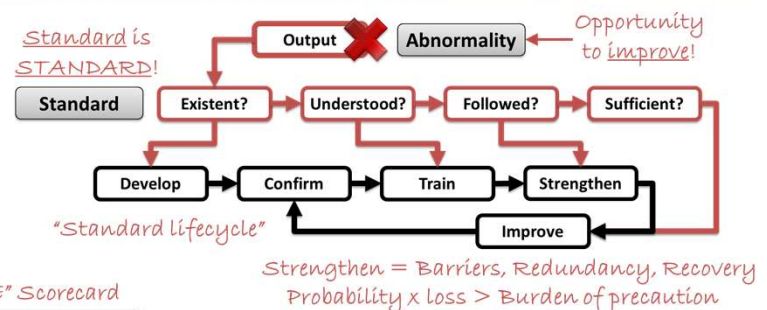 Standard is
STANDARD!
Output
Abnormality
Opportunity
to improve!
Standard
Existent?
Understood?
Followed?
Sufficient?
Develop
Confirm
Train
Strengthen
"Standard lifecycle"
Improve
Strengthen = Barriers, Redundancy, Recovery
" Scorecard
Probability x loss > Burden of precaution